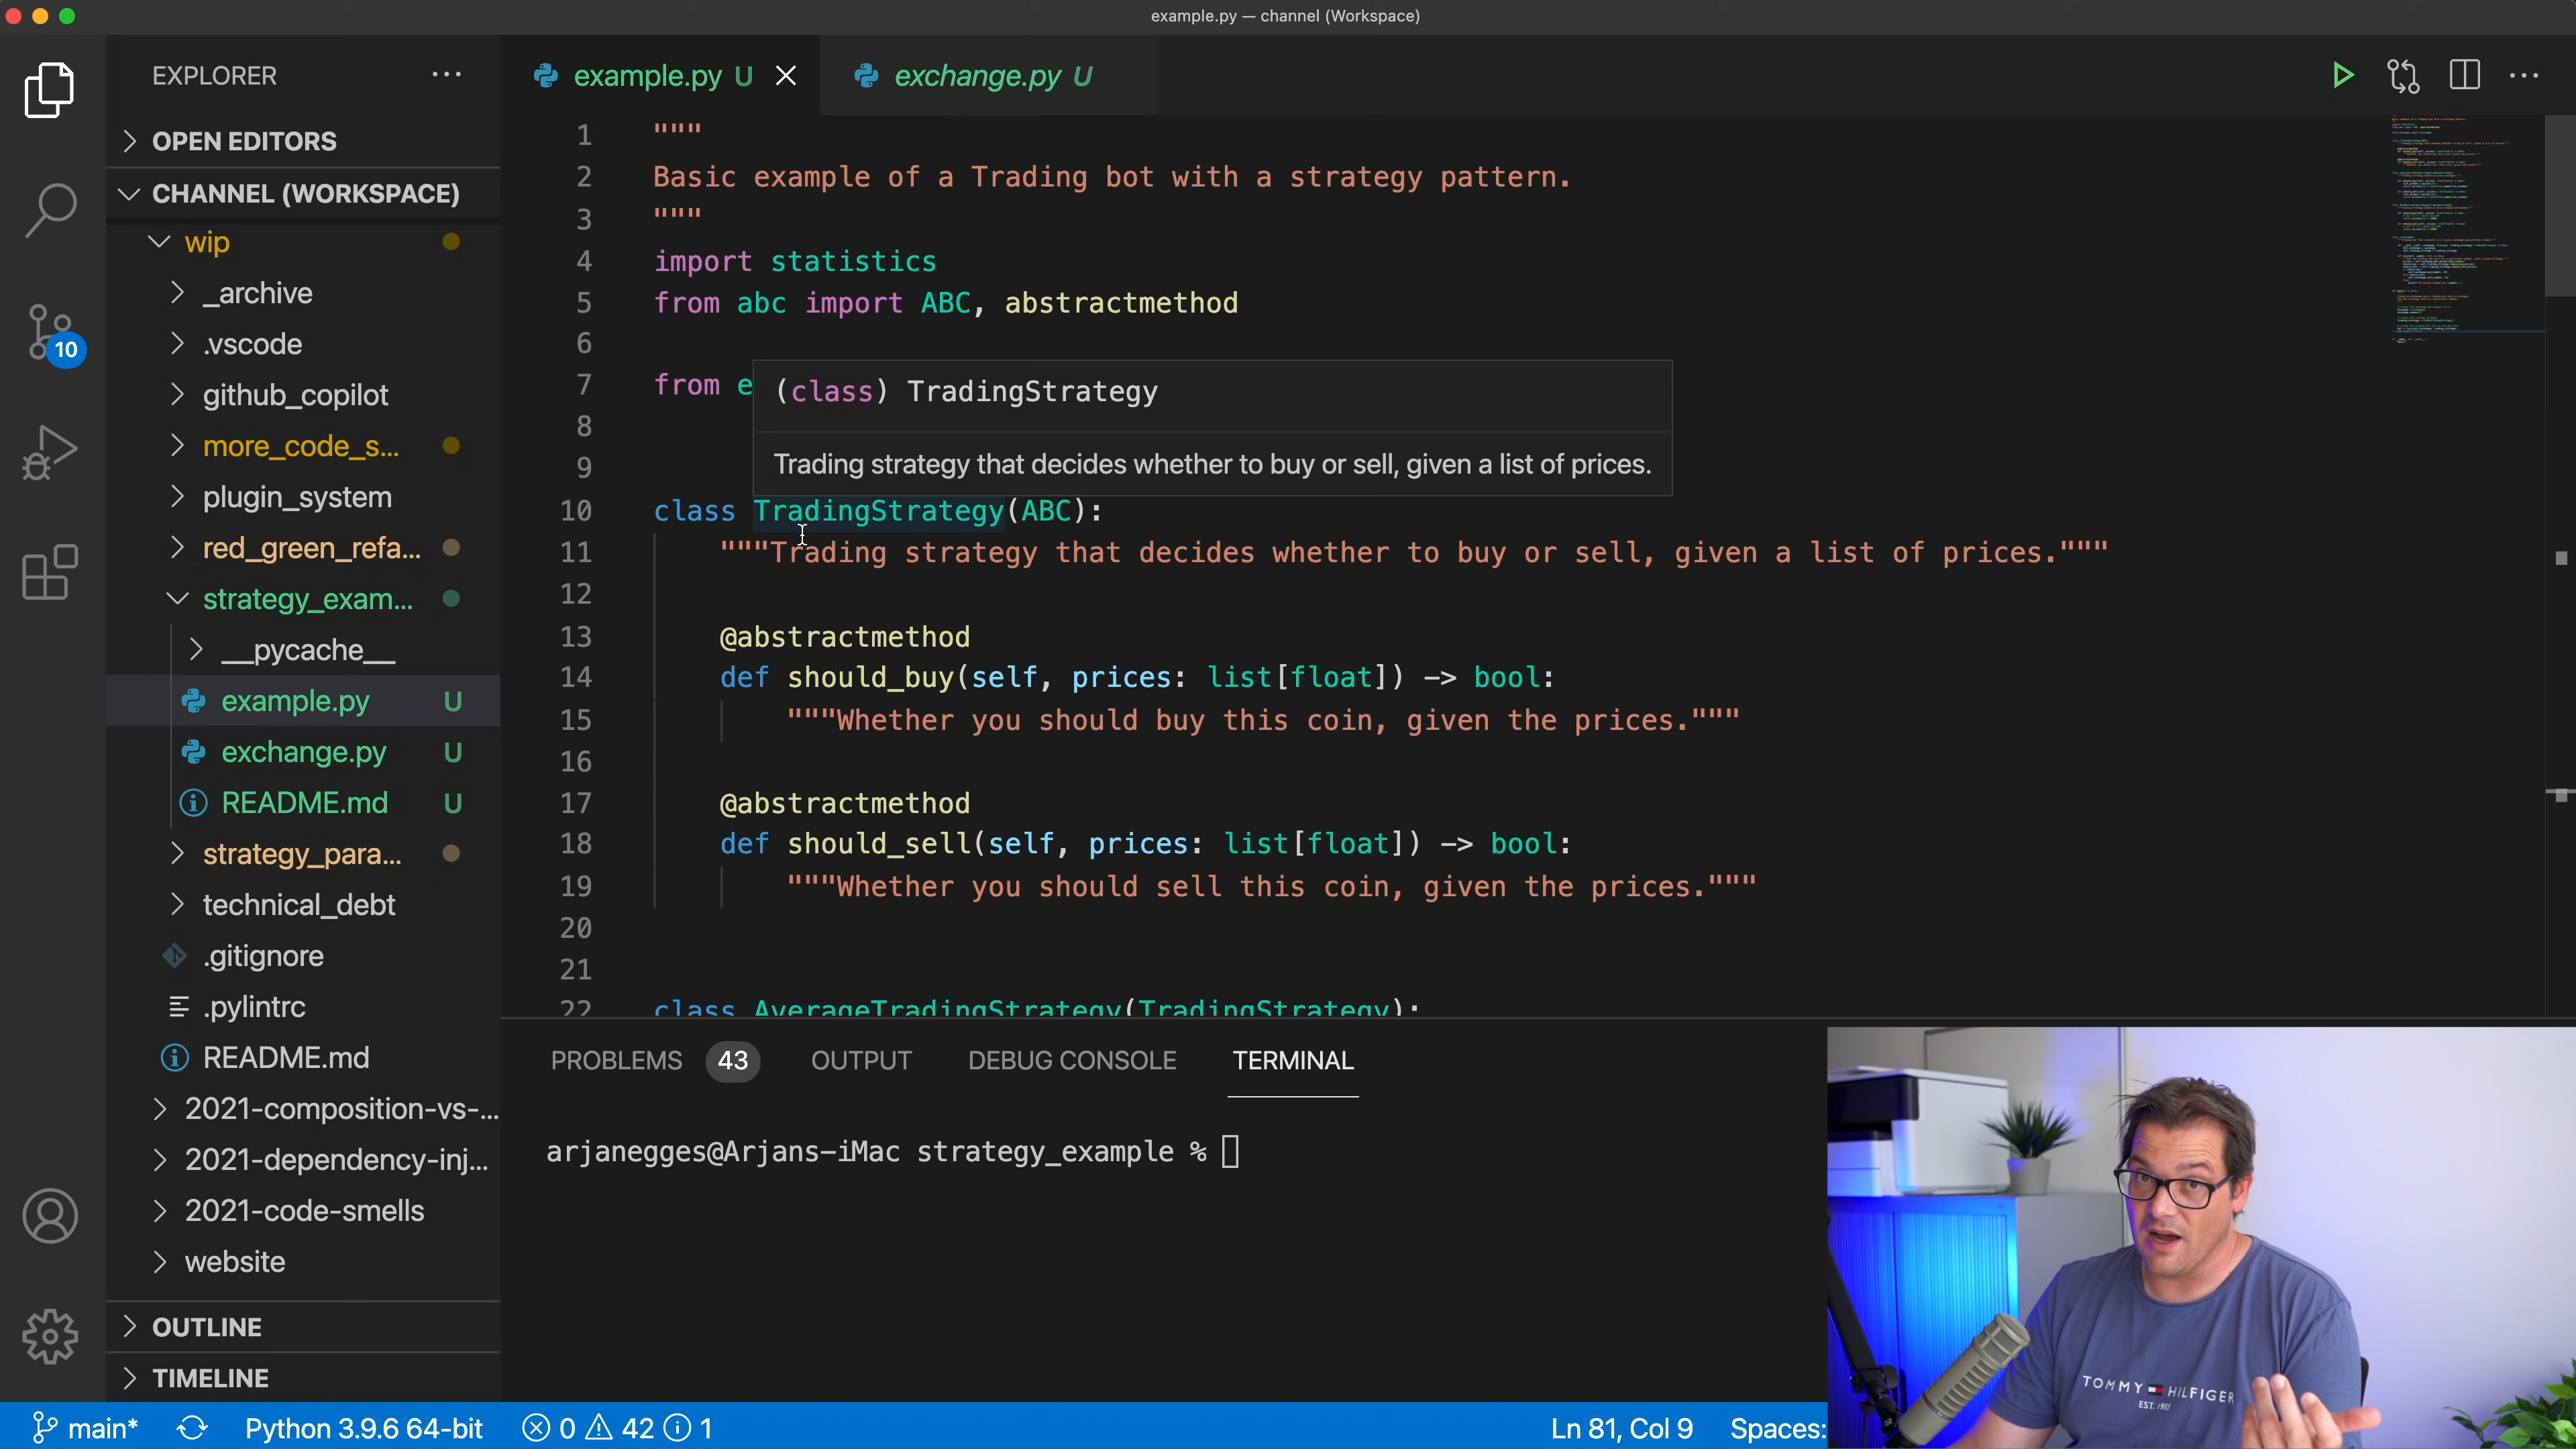 example.py — channel (Workspace)
EXPLORER
OPEN EDITORS
CHANNEL (WORKSPACE)
wip
_archive
.vscode
github_copilot
more_code_s...
plugin_system
red_green_refa...
strategy_exam...
__pycache__
example.py U
exchange.py U
README.md U
strategy_para...
technical_debt
.gitignore
.pylintrc
README.md
2021-composition-vs-...
2021-dependency-inj...
2021-code-smells
website
OUTLINE
TIMELINE
10
example.py U
exchange.py U
1 """
2 Basic example of a Trading bot with a strategy pattern.
3 """
4 import statistics
5 from abc import ABC, abstractmethod
6
7 from e
(class) TradingStrategy
8
Trading strategy that decides whether to buy or sell, given a list of prices.
9
10 class TradingStrategy(ABC):
11 """Trading strategy that decides whether to buy or sell, given a list of prices."""
12
13 @abstractmethod
14 def should_buy(self, prices: list[float]) -> bool:
15 """Whether you should buy this coin, given the prices."""
16
17 @abstractmethod
18 def should_sell(self, prices: list[float]) -> bool:
19 """Whether you should sell this coin, given the prices."""
20
21
22 class AverageTradingStrategy(TradingStrategy):
PROBLEMS 43 OUTPUT DEBUG CONSOLE TERMINAL
arjanegges@Arjans-iMac strategy_example %
TOMMY HILFIGER
EST. 1985
main* Python 3.9.6 64-bit 0 42 1 Ln 81, Col 9 Spaces: